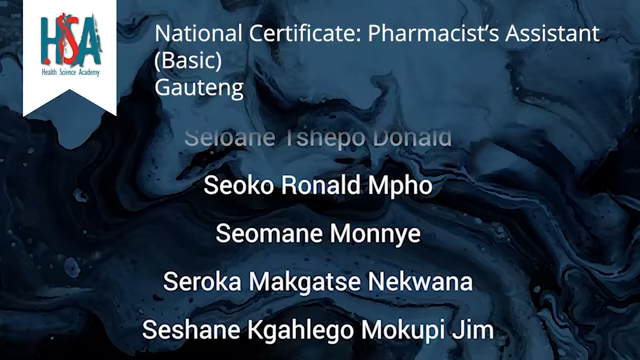 HSA
Health Science Academy
National Certificate: Pharmacist’s Assistant
(Basic)
Gauteng
Seloane Tshepo Donald
Seoko Ronald Mpho
Seomane Monnye
Seroka Makgatse Nekwana
Seshane Kgahlego Mokupi Jim